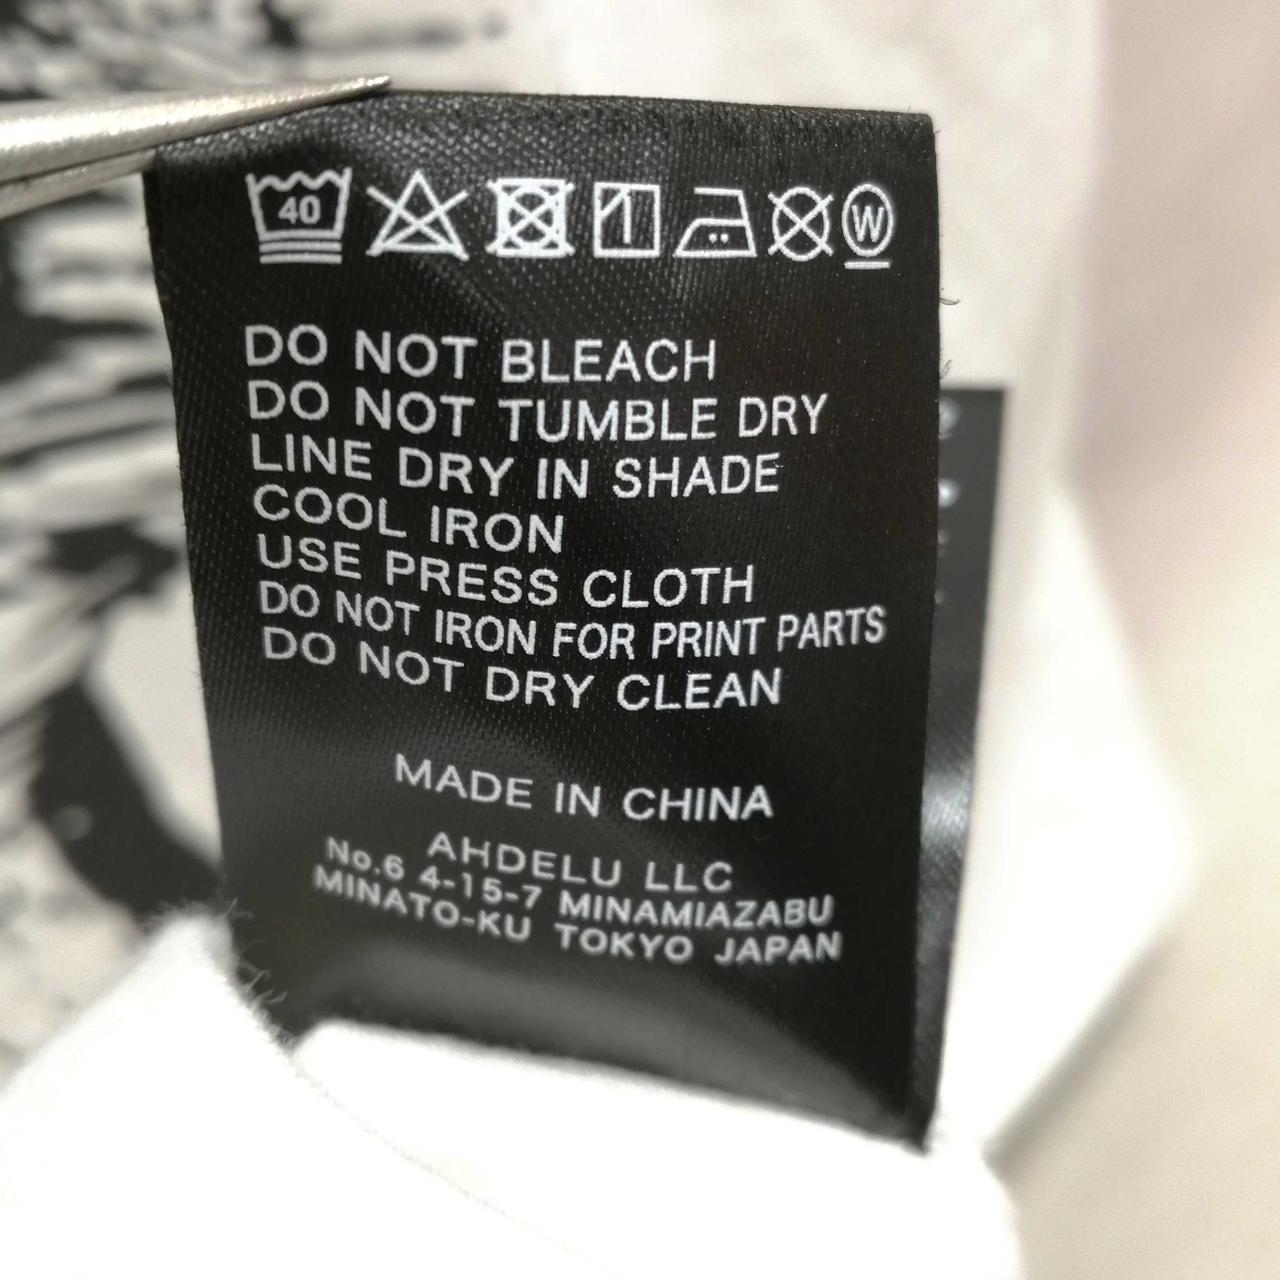 40 W
DO NOT BLEACH
DO NOT TUMBLE DRY
LINE DRY IN SHADE
COOL IRON
USE PRESS CLOTH
DO NOT IRON FOR PRINT PARTS
DO NOT DRY CLEAN
MADE IN CHINA
AHDELU LLC
No.6 4-15-7 MINAMIAZABU
MINATO-KU TOKYO JAPAN